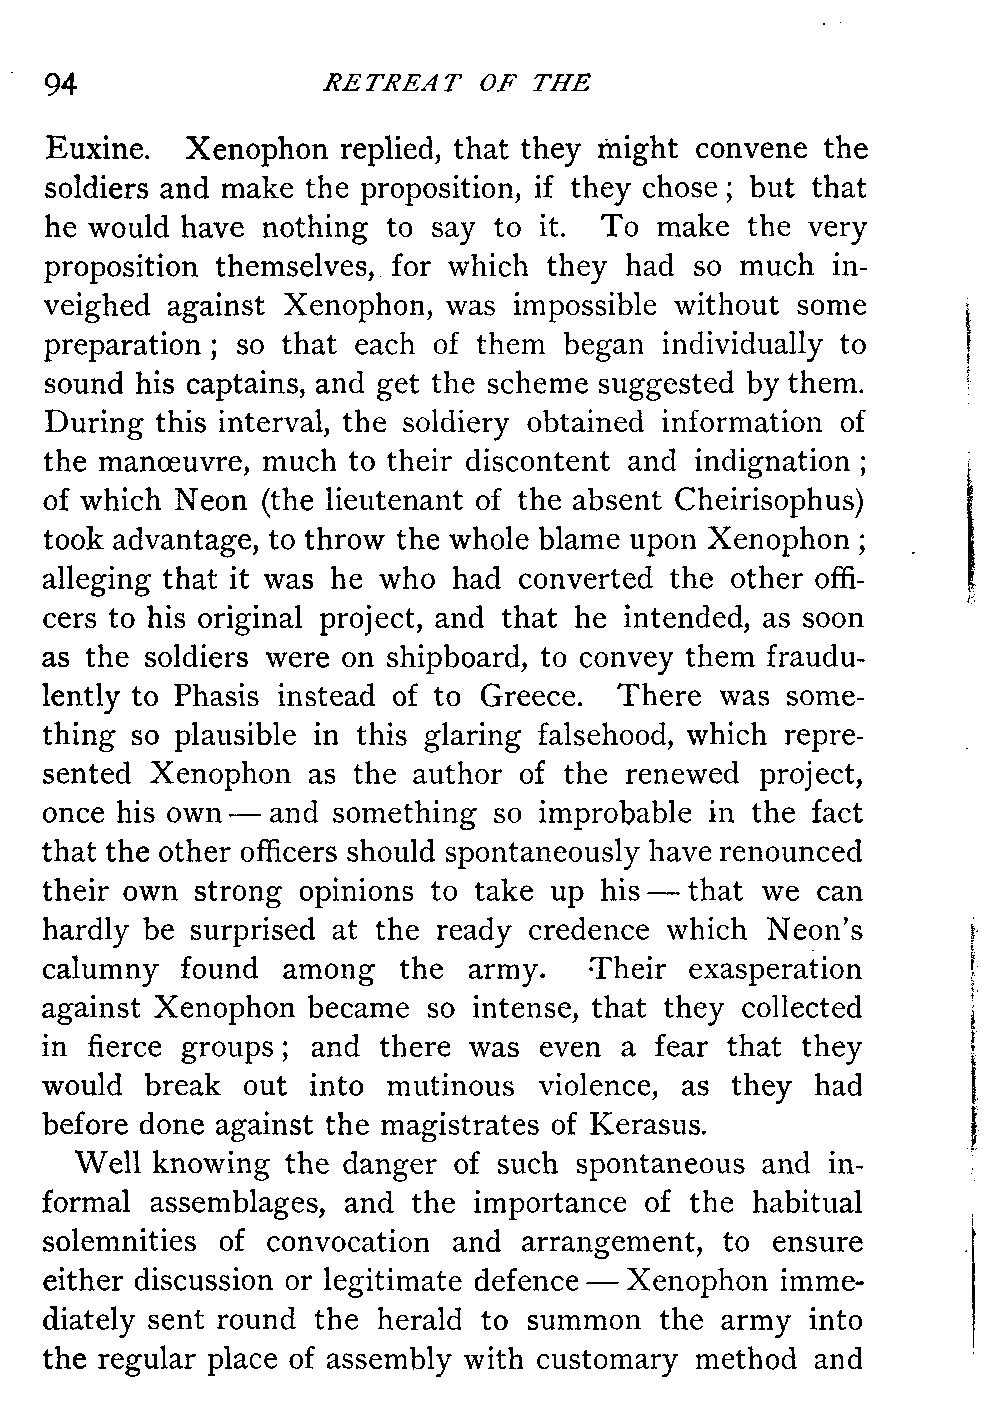 94 RETREAT OF THE
Euxine. Xenophon replied, that they might convene the
soldiers and make the proposition, if they chose ; but that
he would have nothing to say to it. To make the very
proposition themselves, for which they had so much in-
veighed against Xenophon, was impossible without some
preparation ; so that each of them began individually to
sound his captains, and get the scheme suggested by them.
During this interval, the soldiery obtained information of
the manœuvre, much to their discontent and indignation ;
of which Neon (the lieutenant of the absent Cheirisophus)
took advantage, to throw the whole blame upon Xenophon ;
alleging that it was he who had converted the other offi-
cers to his original project, and that he intended, as soon
as the soldiers were on shipboard, to convey them fraudu-
lently to Phasis instead of to Greece. There was some-
thing so plausible in this glaring falsehood, which repre-
sented Xenophon as the author of the renewed project,
once his own — and something so improbable in the fact
that the other officers should spontaneously have renounced
their own strong opinions to take up his — that we can
hardly be surprised at the ready credence which Neon's
calumny found among the army. Their exasperation
against Xenophon became so intense, that they collected
in fierce groups ; and there was even a fear that they
would break out into mutinous violence, as they had
before done against the magistrates of Kerasus.
Well knowing the danger of such spontaneous and in-
formal assemblages, and the importance of the habitual
solemnities of convocation and arrangement, to ensure
either discussion or legitimate defence — Xenophon imme-
diately sent round the herald to summon the army into
the regular place of assembly with customary method and